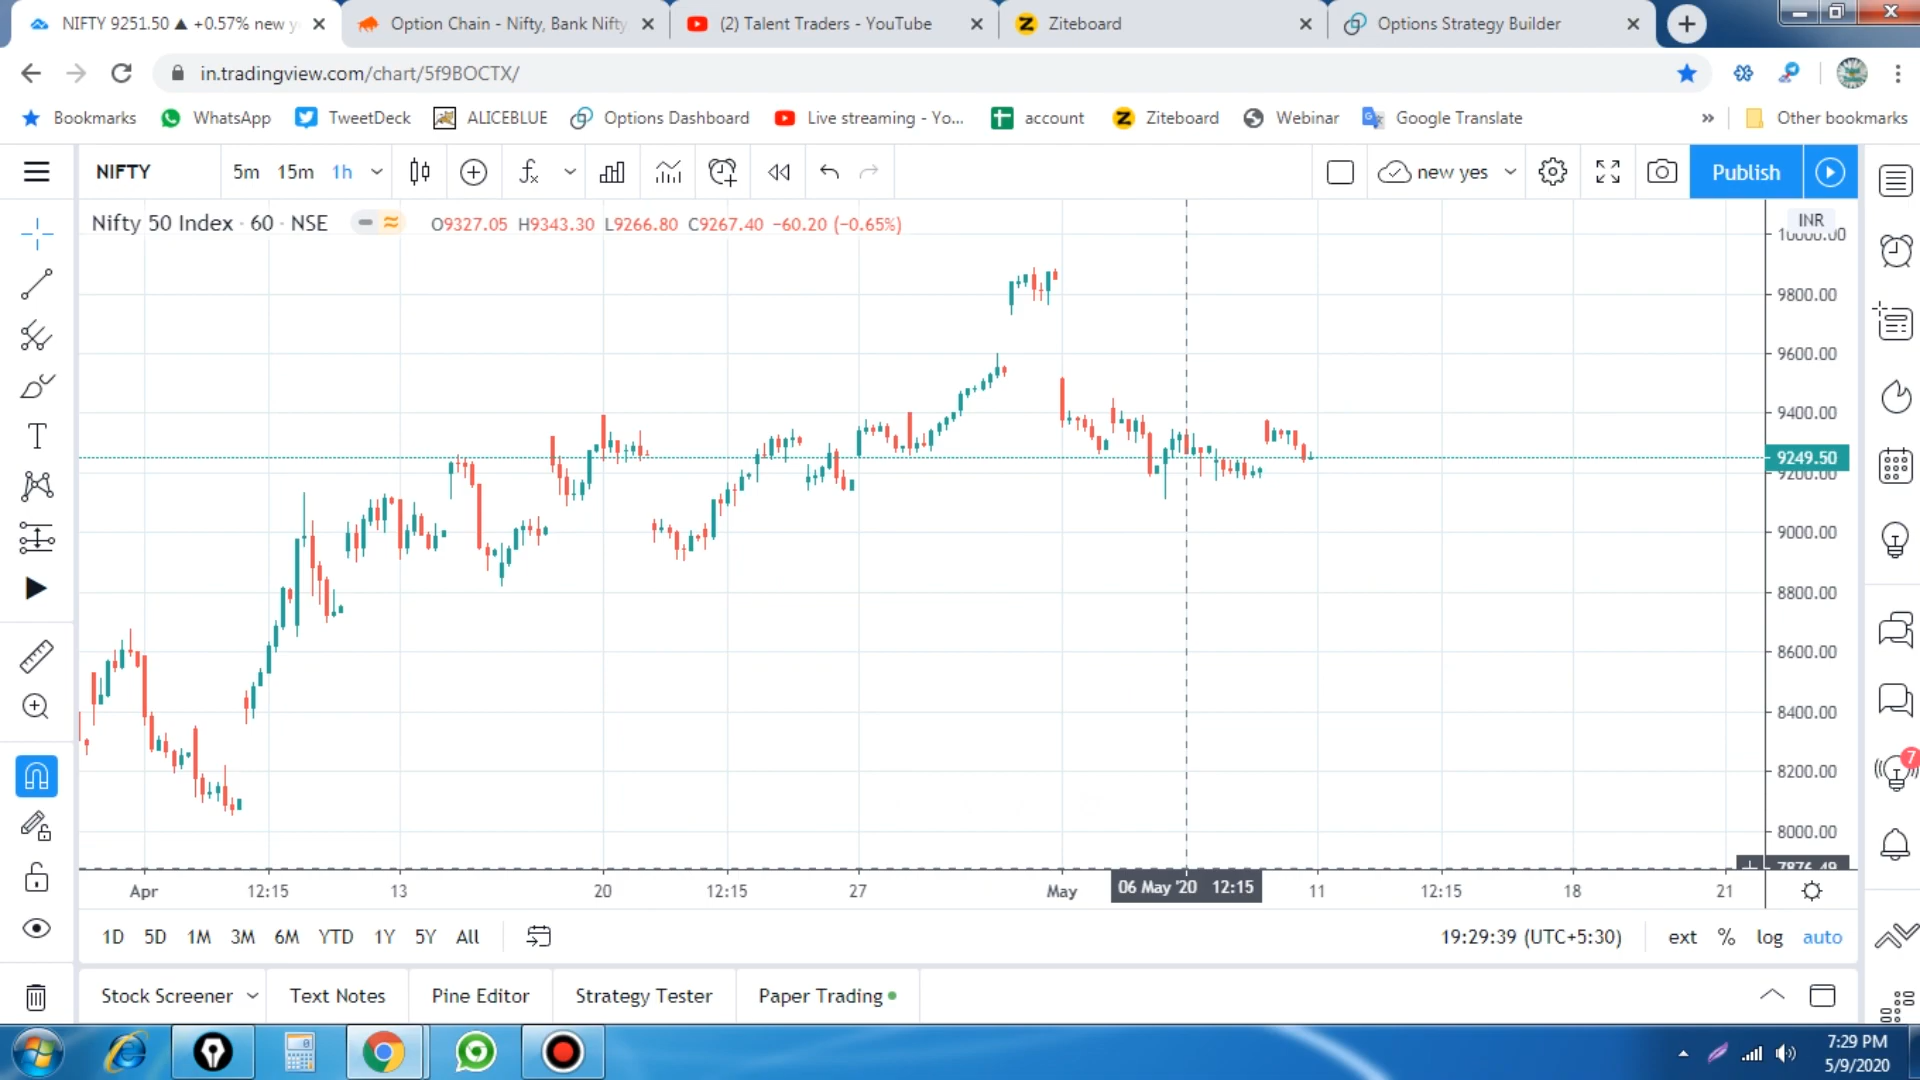 NIFTY 9251.50 ▲ +0.57% new y
Option Chain - Nifty, Bank Nifty
(2) Talent Traders - YouTube
Ziteboard
Options Strategy Builder
in.tradingview.com/chart/5f9BOCTX/
Bookmarks
WhatsApp
TweetDeck
ALICEBLUE
Options Dashboard
Live streaming - Yo...
account
Ziteboard
Webinar
Google Translate
»
Other bookmarks
NIFTY
5m 15m 1h
new yes
Publish
Nifty 50 Index · 60 · NSE
O9327.05 H9343.30 L9266.80 C9267.40 −60.20 (−0.65%)
INR
10000.00
9800.00
9600.00
9400.00
9249.50
9200.00
9000.00
8800.00
8600.00
8400.00
8200.00
8000.00
7876.49
7
Apr 12:15 13 20 12:15 27 May 06 May '20 12:15 11 12:15 18 21
1D 5D 1M 3M 6M YTD 1Y 5Y All
19:29:39 (UTC+5:30) ext % log auto
Stock Screener Text Notes Pine Editor Strategy Tester Paper Trading
7:29 PM
5/9/2020